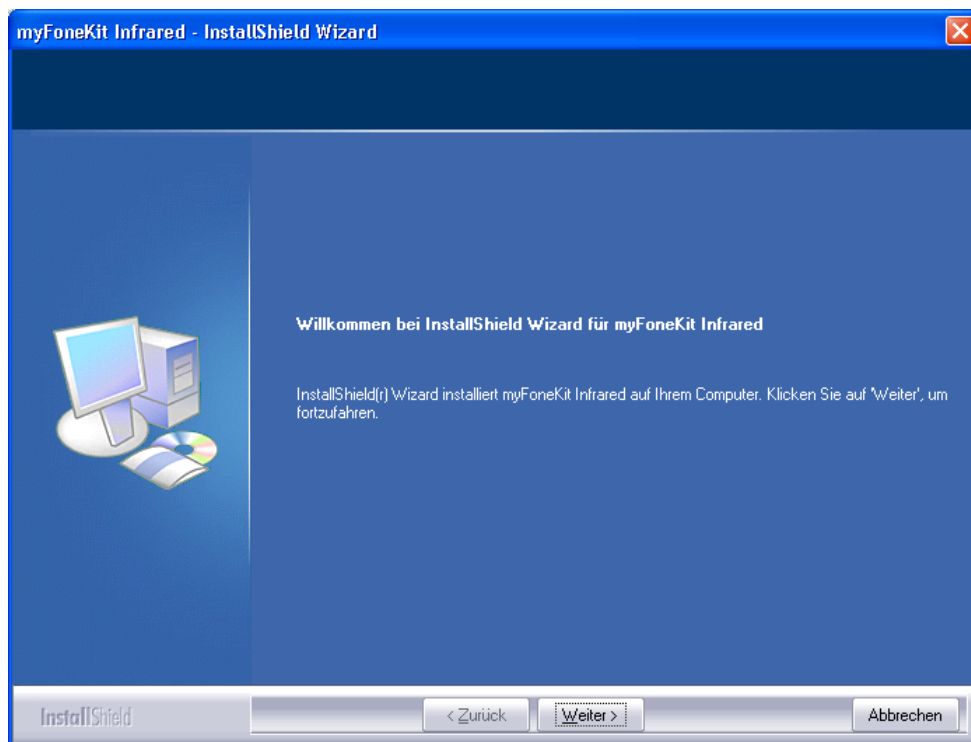 myFoneKit Infrared - InstallShield Wizard
Willkommen bei InstallShield Wizard für myFoneKit Infrared
InstallShield(r) Wizard installiert myFoneKit Infrared auf Ihrem Computer. Klicken Sie auf 'Weiter', um
fortzufahren.
InstallShield
< Zurück
Weiter >
Abbrechen